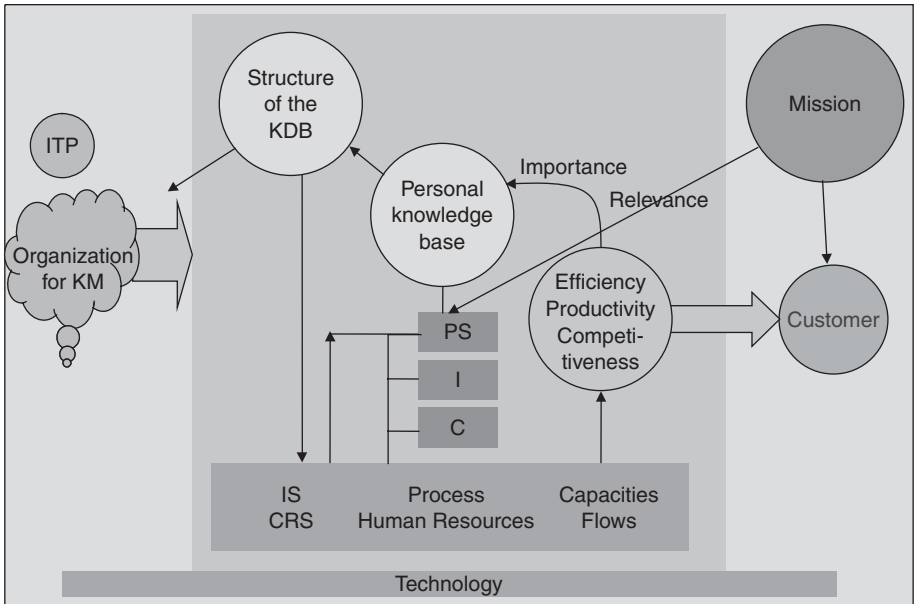 Structure
of the
KDB
Mission
ITP
Importance
Personal
knowledge
base
Relevance
Organization
for KM
Efficiency
Productivity
Competi-
tiveness
Customer
PS
I
C
IS
CRS
Process
Human Resources
Capacities
Flows
Technology